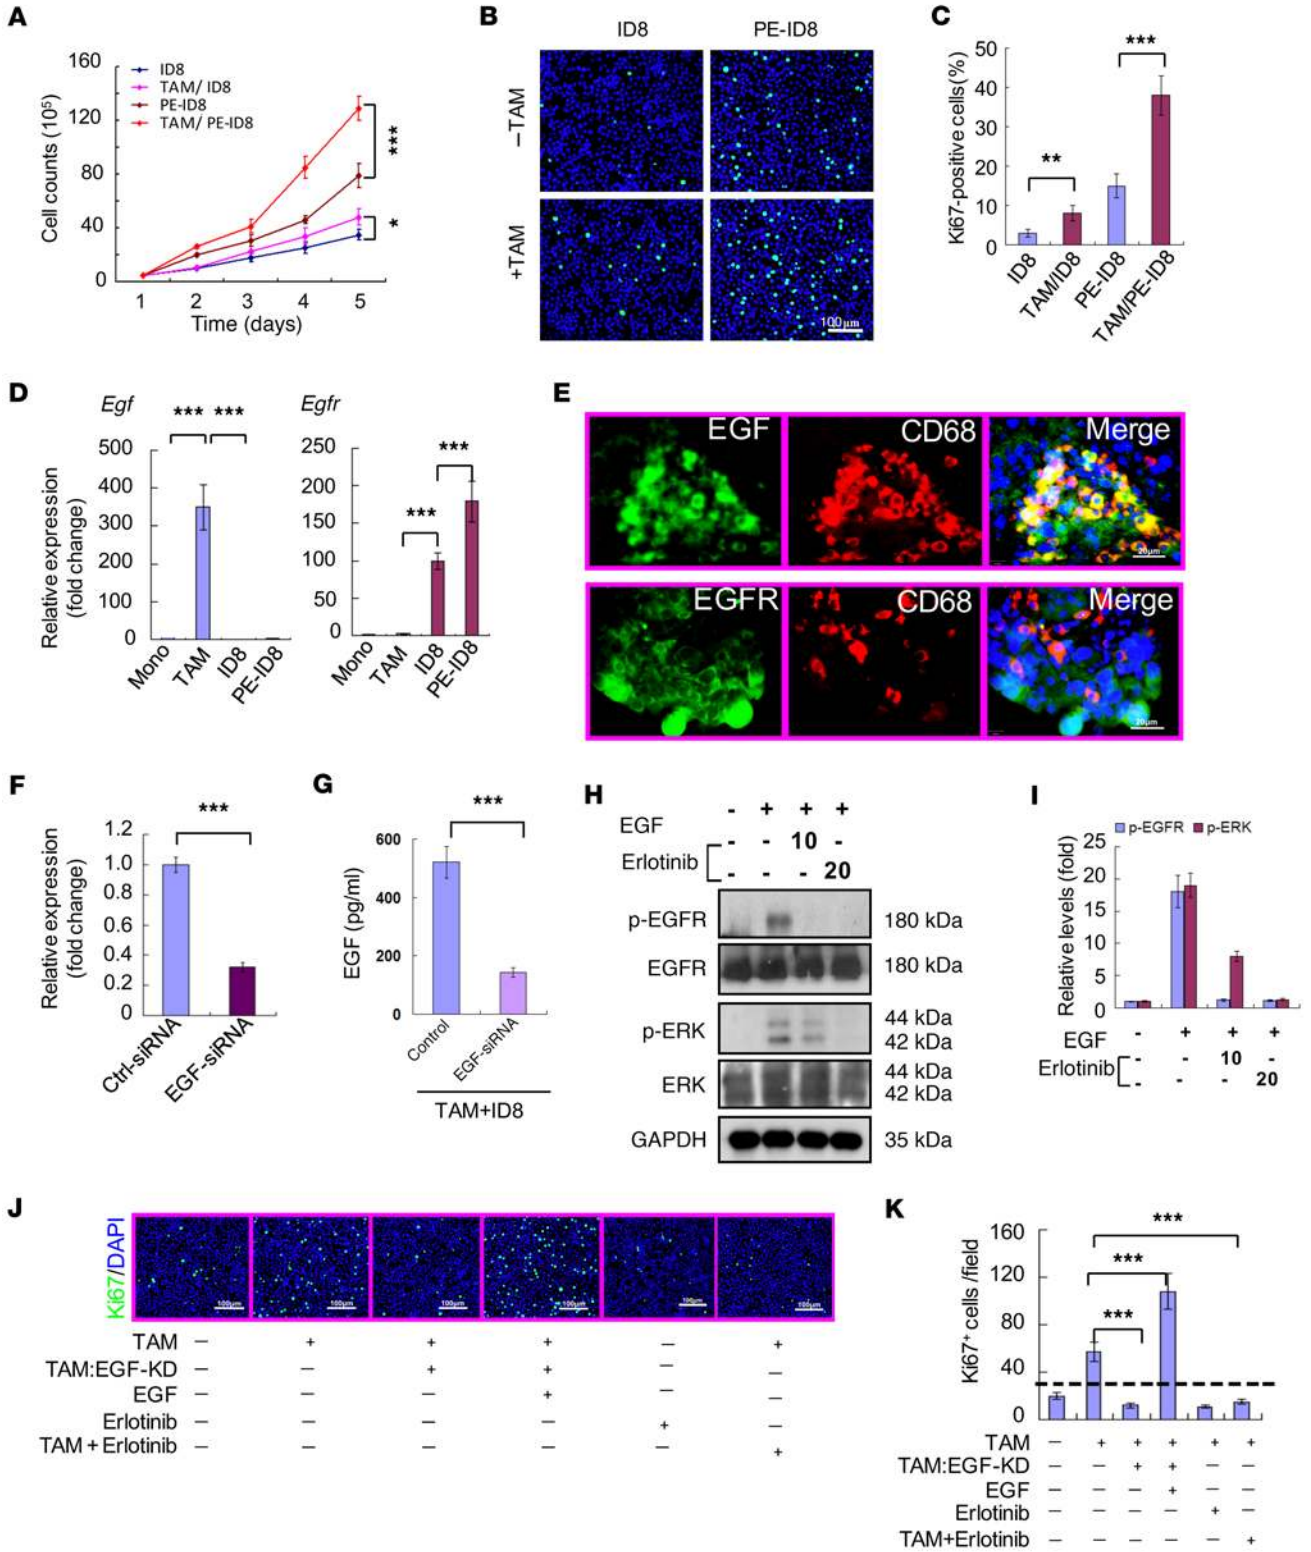 A
160
120
80
40
0
Cell counts (10⁵)
ID8
TAM/ ID8
PE-ID8
TAM/ PE-ID8
***
*
1 2 3 4 5
Time (days)
B
ID8 PE-ID8
–TAM
+TAM
100µm
C
Ki67-positive cells(%)
50
40
30
20
10
0
**
***
ID8 TAM/ID8 PE-ID8 TAM/PE-ID8
D
Egf
*** ***
Relative expression
(fold change)
500
400
300
200
100
0
Mono TAM ID8 PE-ID8
Egfr
***
***
250
200
150
100
50
0
Mono TAM ID8 PE-ID8
E
EGF CD68 Merge
20µm
EGFR CD68 Merge
20µm
F
***
Relative expression
(fold change)
1.2
1
0.8
0.6
0.4
0.2
0
Ctrl-siRNA EGF-siRNA
G
***
EGF (pg/ml)
600
400
200
0
Control EGF-siRNA
TAM+ID8
H
EGF - + + +
Erlotinib - - 10 -
- - - 20
p-EGFR 180 kDa
EGFR 180 kDa
p-ERK 44 kDa
42 kDa
ERK 44 kDa
42 kDa
GAPDH 35 kDa
I
p-EGFR p-ERK
Relative levels (fold)
25
20
15
10
5
0
EGF - + + +
Erlotinib - - 10 -
- - - 20
J
Ki67/DAPI
100µm 100µm 100µm 100µm 100µm 100µm
TAM – + + + – +
TAM:EGF-KD – – + + – –
EGF – – – + – –
Erlotinib – – – – + –
TAM + Erlotinib – – – – – +
K
Ki67⁺ cells /field
160
120
80
40
0
***
***
***
TAM – + + + + +
TAM:EGF-KD – – + + – –
EGF – – – + – –
Erlotinib – – – – + –
TAM+Erlotinib – – – – – +